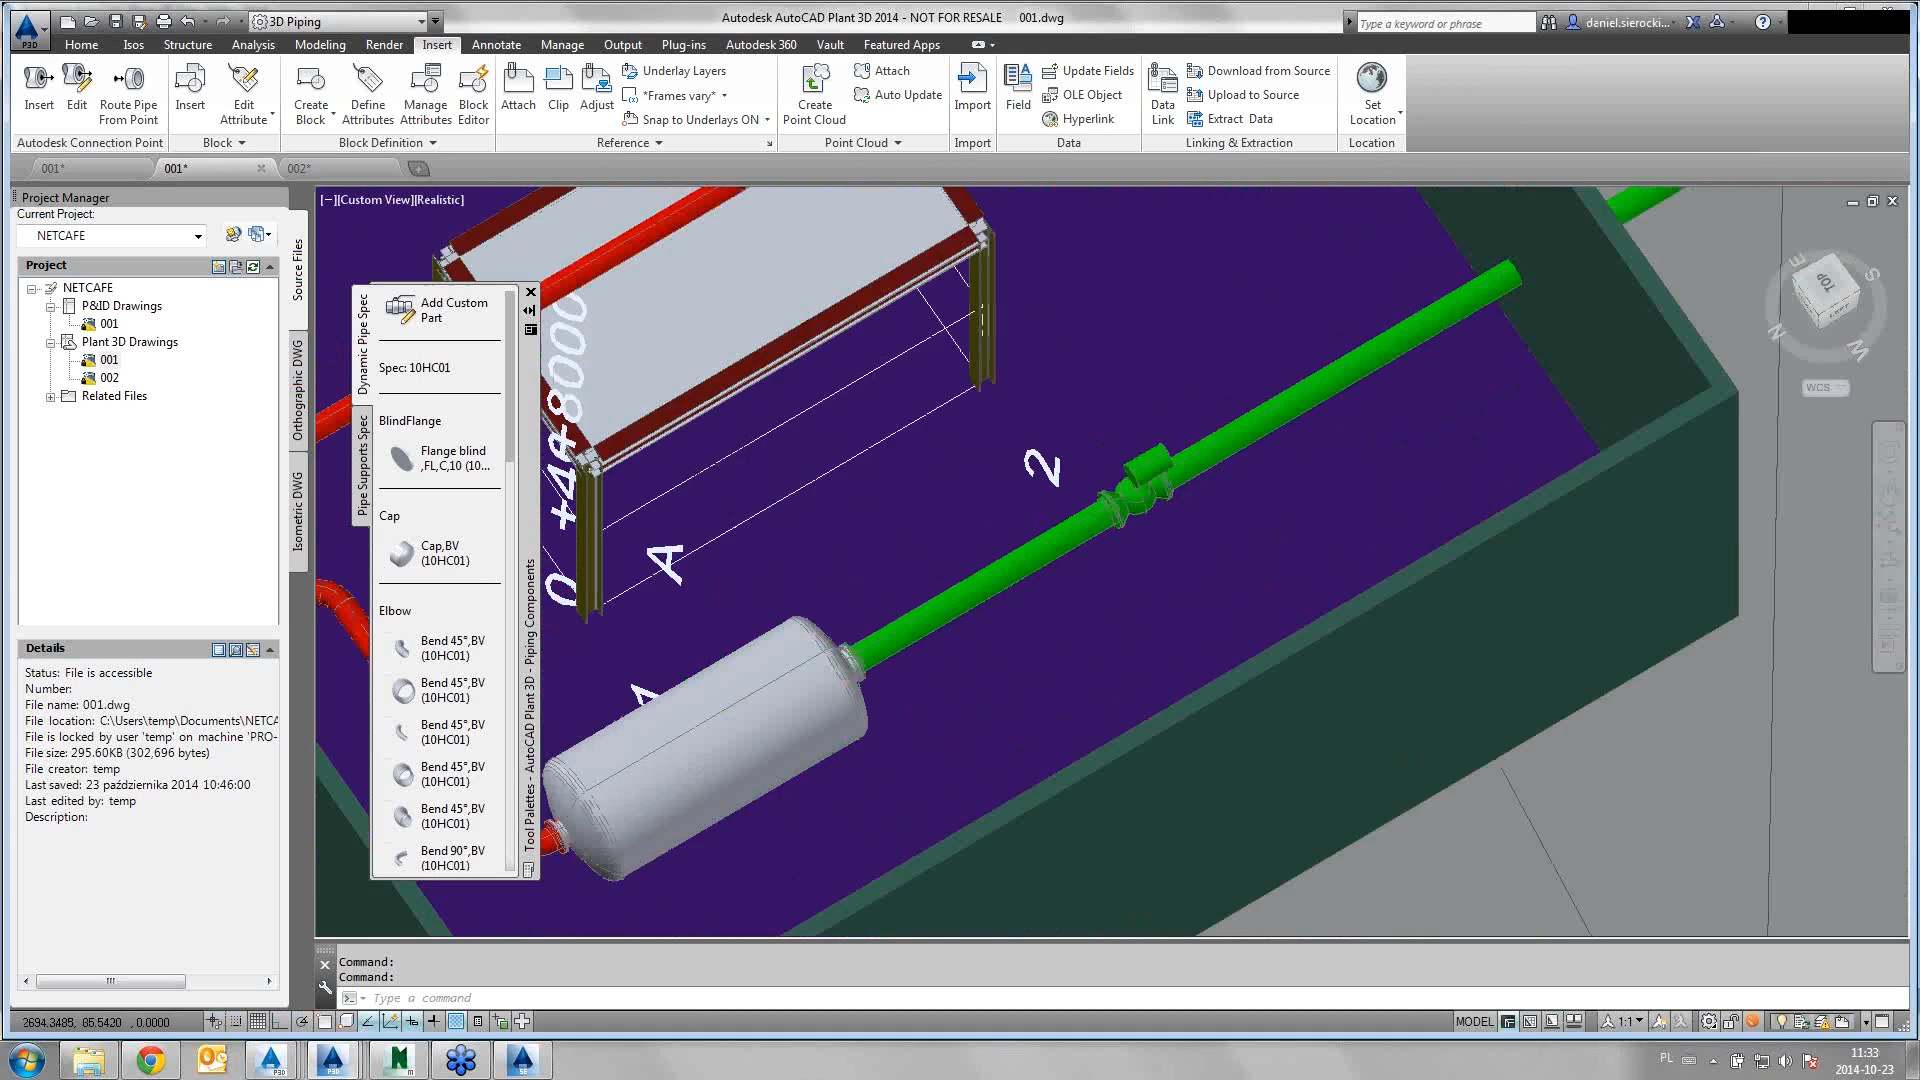 3D Piping
Autodesk AutoCAD Plant 3D 2014 - NOT FOR RESALE 001.dwg
Type a keyword or phrase
daniel.sierocki...
P3D
Home Isos Structure Analysis Modeling Render Insert Annotate Manage Output Plug-ins Autodesk 360 Vault Featured Apps
Insert
Edit
Route Pipe
From Point
Insert
Edit
Attribute
Create
Block
Define
Attributes
Manage
Attributes
Block
Editor
Attach
Clip
Adjust
Underlay Layers
*Frames vary*
Snap to Underlays ON
Create
Point Cloud
Attach
Auto Update
Import
Field
Update Fields
OLE Object
Hyperlink
Data
Link
Download from Source
Upload to Source
Extract Data
Set
Location
Autodesk Connection Point
Block
Block Definition
Reference
Point Cloud
Import
Data
Linking & Extraction
Location
001*
001*
002*
Project Manager
Current Project:
NETCAFE
Project
NETCAFE
P&ID Drawings
001
Plant 3D Drawings
001
002
Related Files
Source Files
Orthographic DWG
Isometric DWG
Details
Status: File is accessible
Number:
File name: 001.dwg
File location: C:\Users\temp\Documents\NETCA
File is locked by user 'temp' on machine 'PRO-
File size: 295.60KB (302,696 bytes)
File creator: temp
Last saved: 23 października 2014 10:46:00
Last edited by: temp
Description:
[−][Custom View][Realistic]
Dynamic Pipe Spec
Pipe Supports Spec
Add Custom
Part
Spec: 10HC01
BlindFlange
Flange blind
,FL,C,10 (10...
Cap
Cap,BV
(10HC01)
Elbow
Bend 45°,BV
(10HC01)
Bend 45°,BV
(10HC01)
Bend 45°,BV
(10HC01)
Bend 45°,BV
(10HC01)
Bend 45°,BV
(10HC01)
Bend 90°,BV
(10HC01)
Tool Palettes - AutoCAD Plant 3D - Piping Components
8000
0
A
2
TOP
E
S
N
W
WCS
Command:
Command:
Type a command
2694.3485, 85.5420 , 0.0000
MODEL
1:1
P3D
P3D
SE
PL
11:33
2014-10-23